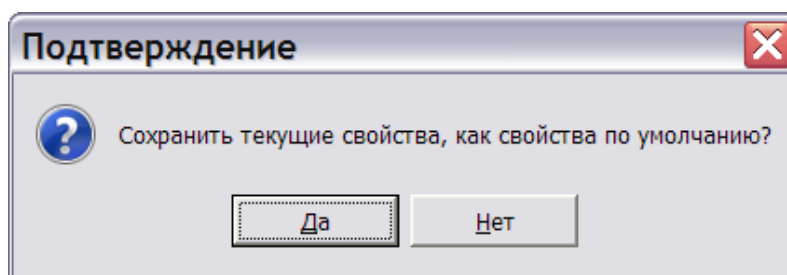 Подтверждение
Сохранить текущие свойства, как свойства по умолчанию?
Да
Нет